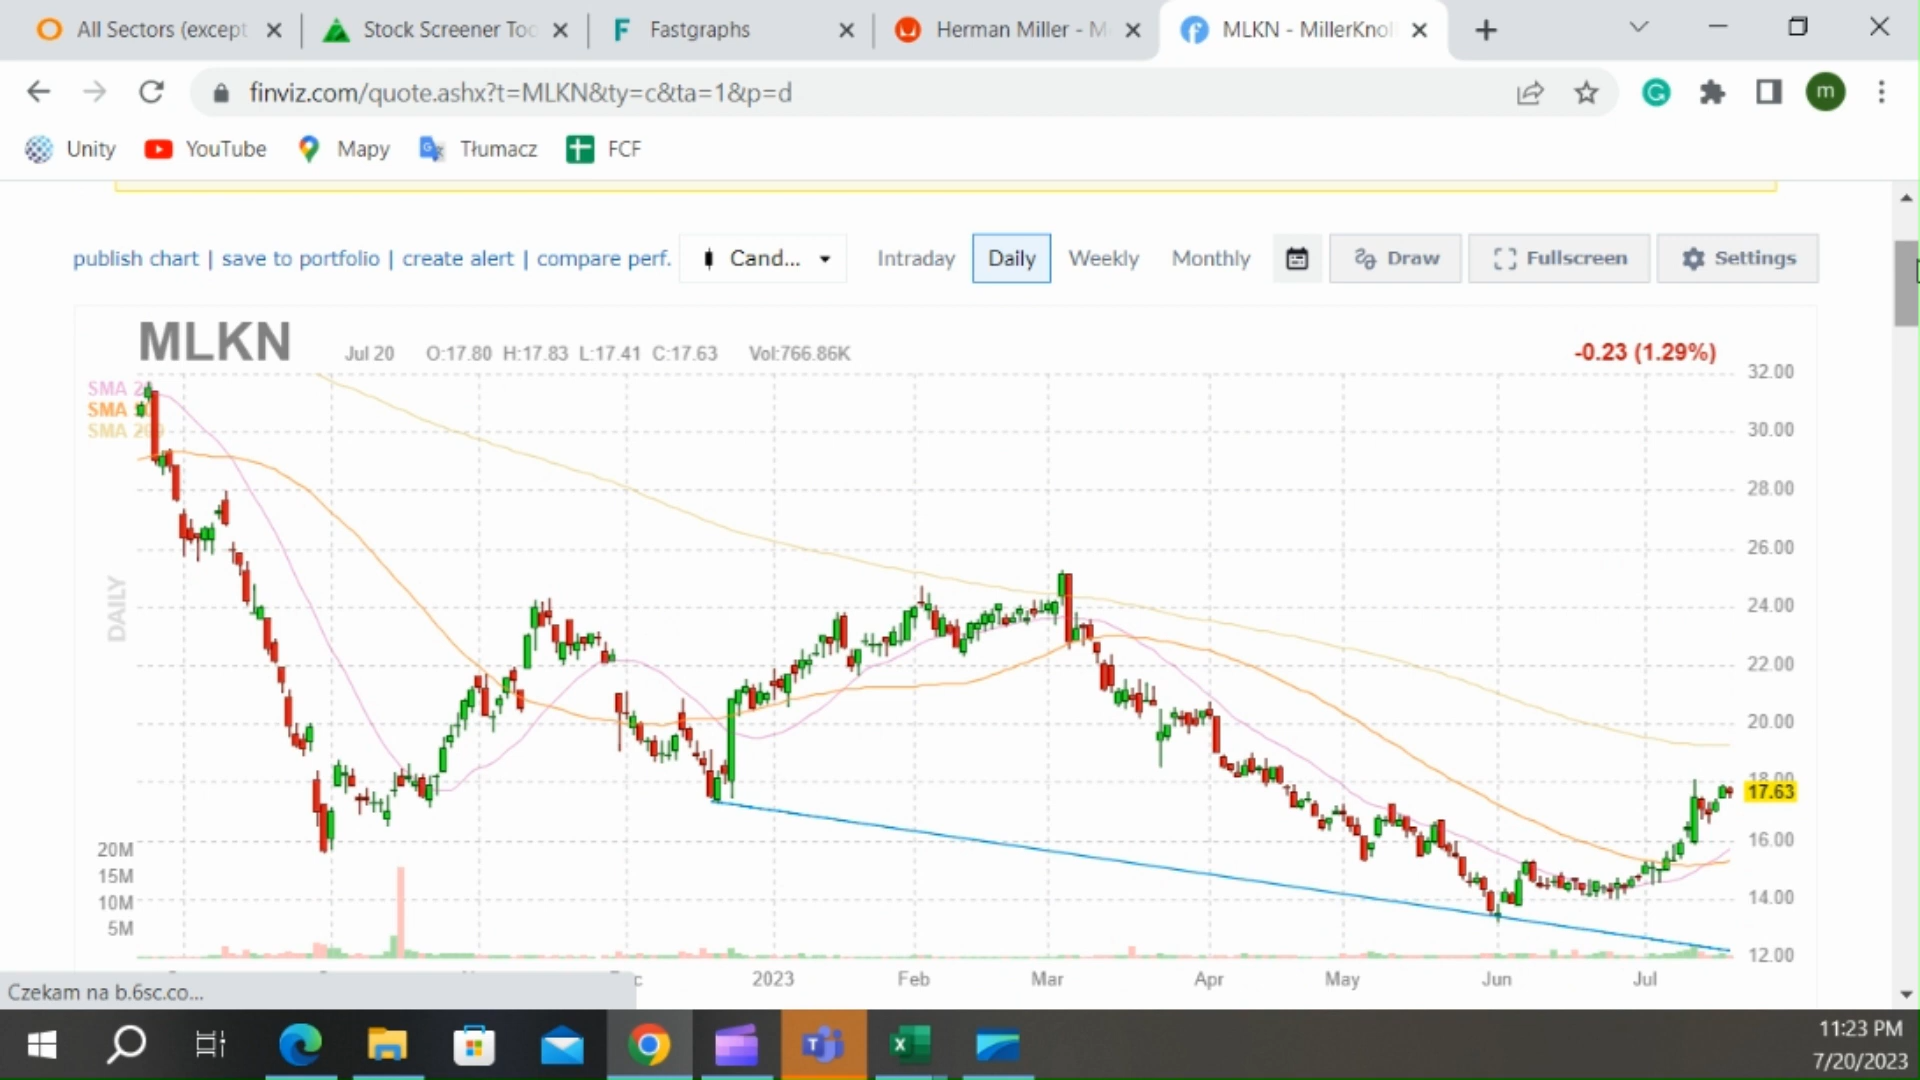 All Sectors (except
Stock Screener Too
Fastgraphs
Herman Miller - M
MLKN - MillerKnol
finviz.com/quote.ashx?t=MLKN&ty=c&ta=1&p=d
m
Unity
YouTube
Mapy
Tłumacz
FCF
publish chart | save to portfolio | create alert | compare perf.
Cand...
Intraday
Daily
Weekly
Monthly
Draw
Fullscreen
Settings
MLKN
Jul 20 O:17.80 H:17.83 L:17.41 C:17.63 Vol:766.86K
-0.23 (1.29%)
SMA
SMA
SMA
DAILY
32.00
30.00
28.00
26.00
24.00
22.00
20.00
18.00
17.63
16.00
14.00
12.00
20M
15M
10M
5M
2023
Feb
Mar
Apr
May
Jun
Jul
Czekam na b.6sc.co...
11:23 PM
7/20/2023